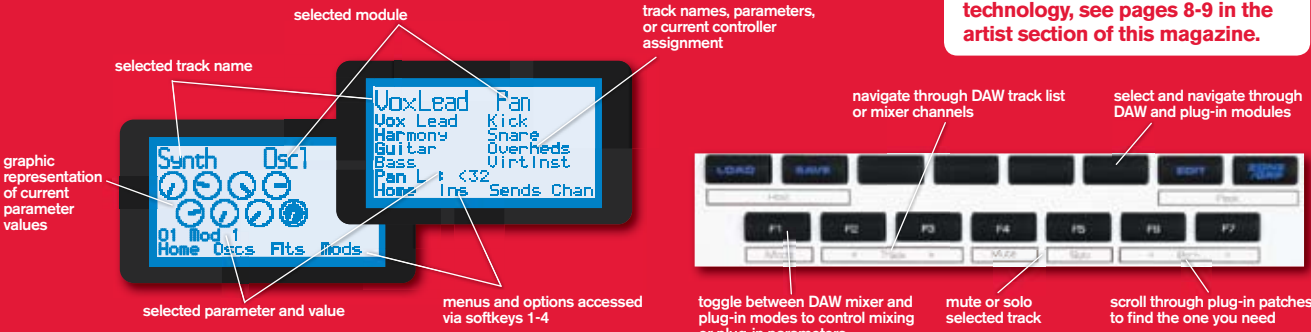 selected module
track names, parameters,
or current controller
assignment
technology, see pages 8-9 in the
artist section of this magazine.
selected track name
graphic
representation
of current
parameter
values
Synth Osc1
01 Mod 1
Home Oscs Flts Mods
VoxLead Pan
Vox Lead Kick
Harmony Snare
Guitar Overheds
Bass VirtInst
Pan L : <32
Home Ins Sends Chan
selected parameter and value
menus and options accessed
via softkeys 1-4
navigate through DAW track list
or mixer channels
select and navigate through
DAW and plug-in modules
LOAD SAVE EDIT
F1 F2 F3 F4 F5 F6 F7
Mode Track Mute Solo
toggle between DAW mixer and
plug-in modes to control mixing
or plug-in parameters
mute or solo
selected track
scroll through plug-in patches
to find the one you need